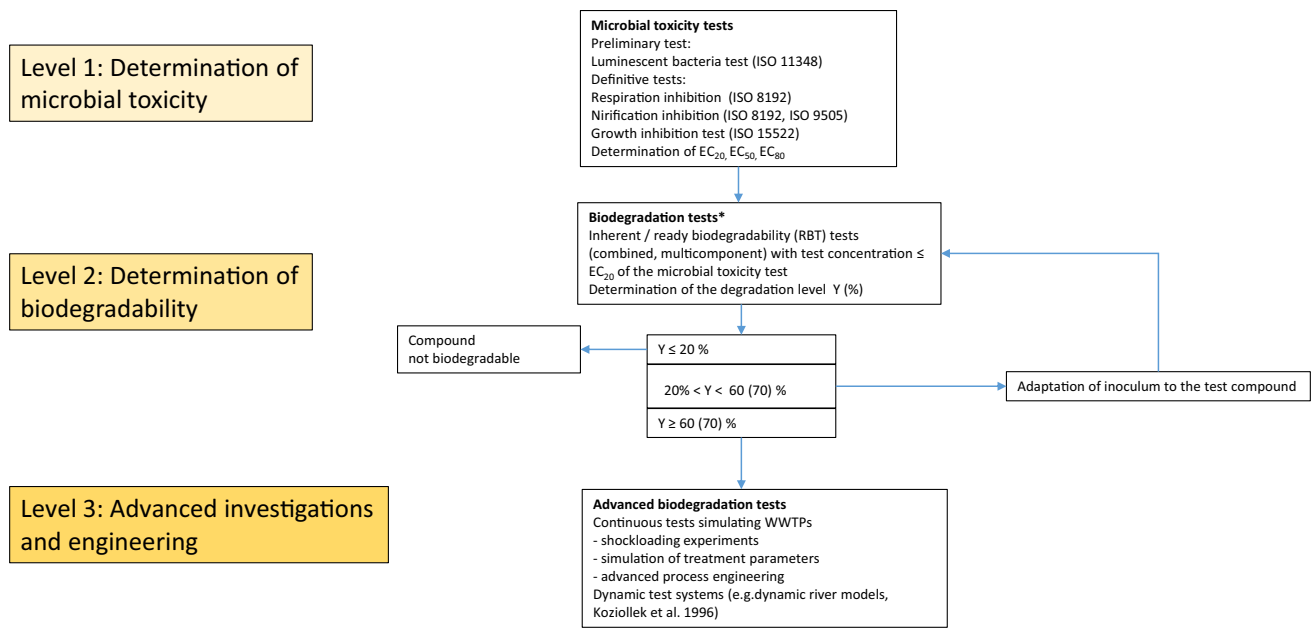 Microbial toxicity tests
Preliminary test:
Luminescent bacteria test (ISO 11348)
Definitive tests:
Respiration inhibition (ISO 8192)
Nirification inhibition (ISO 8192, ISO 9505)
Growth inhibition test (ISO 15522)
Determination of EC20, EC50, EC80
Level 1: Determination of
microbial toxicity
Biodegradation tests*
Inherent / ready biodegradability (RBT) tests
(combined, multicomponent) with test concentration ≤
EC20 of the microbial toxicity test
Determination of the degradation level Y (%)
Level 2: Determination of
biodegradability
Compound
not biodegradable
Y ≤ 20 %
20% < Y < 60 (70) %
Y ≥ 60 (70) %
Adaptation of inoculum to the test compound
Level 3: Advanced investigations
and engineering
Advanced biodegradation tests
Continuous tests simulating WWTPs
- shockloading experiments
- simulation of treatment parameters
- advanced process engineering
Dynamic test systems (e.g.dynamic river models,
Koziollek et al. 1996)